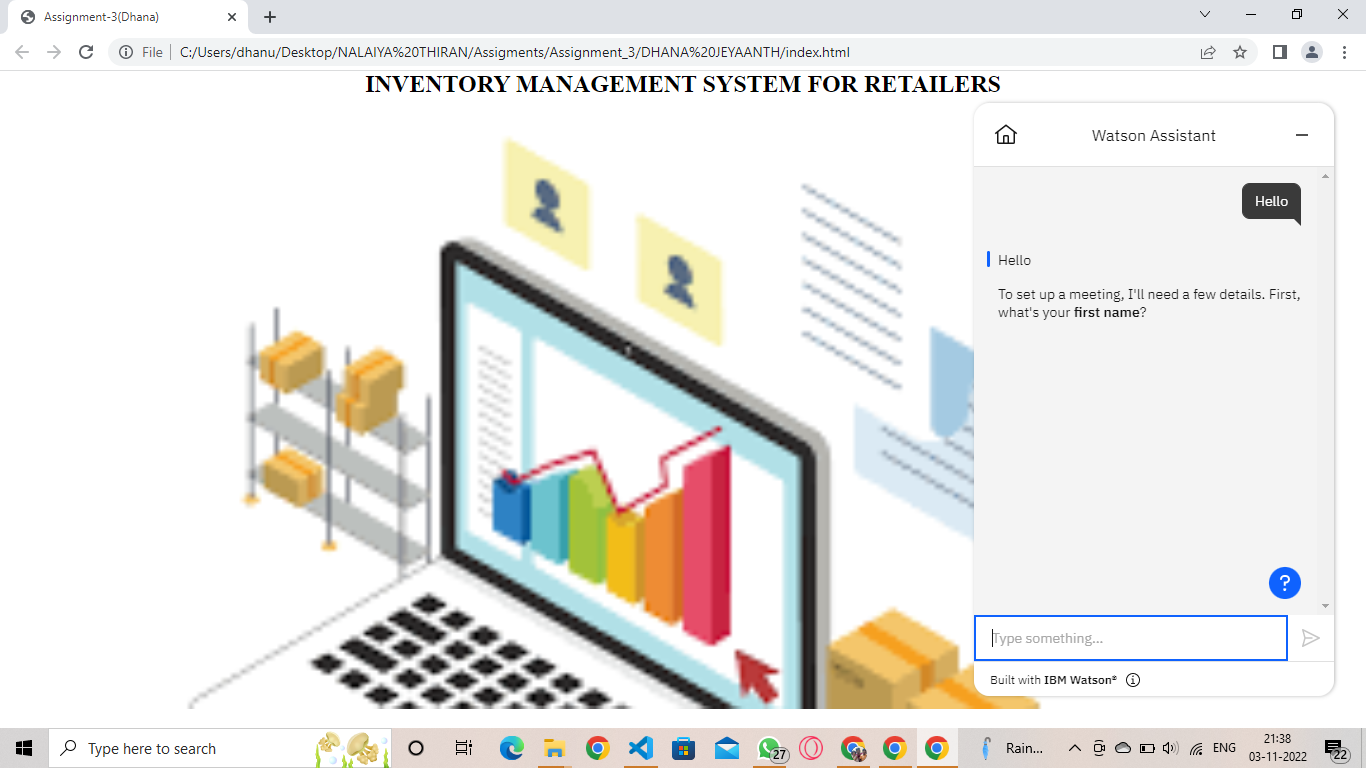 Assignment-3(Dhana)
File
C:/Users/dhanu/Desktop/NALAIYA%20THIRAN/Assigments/Assignment_3/DHANA%20JEYAANTH/index.html
INVENTORY MANAGEMENT SYSTEM FOR RETAILERS
Watson Assistant
Hello
Hello
To set up a meeting, I'll need a few details. First,
what's your first name?
?
Type something...
Built with IBM Watson®
Type here to search
27
Rain...
ENG
21:38
03-11-2022
22